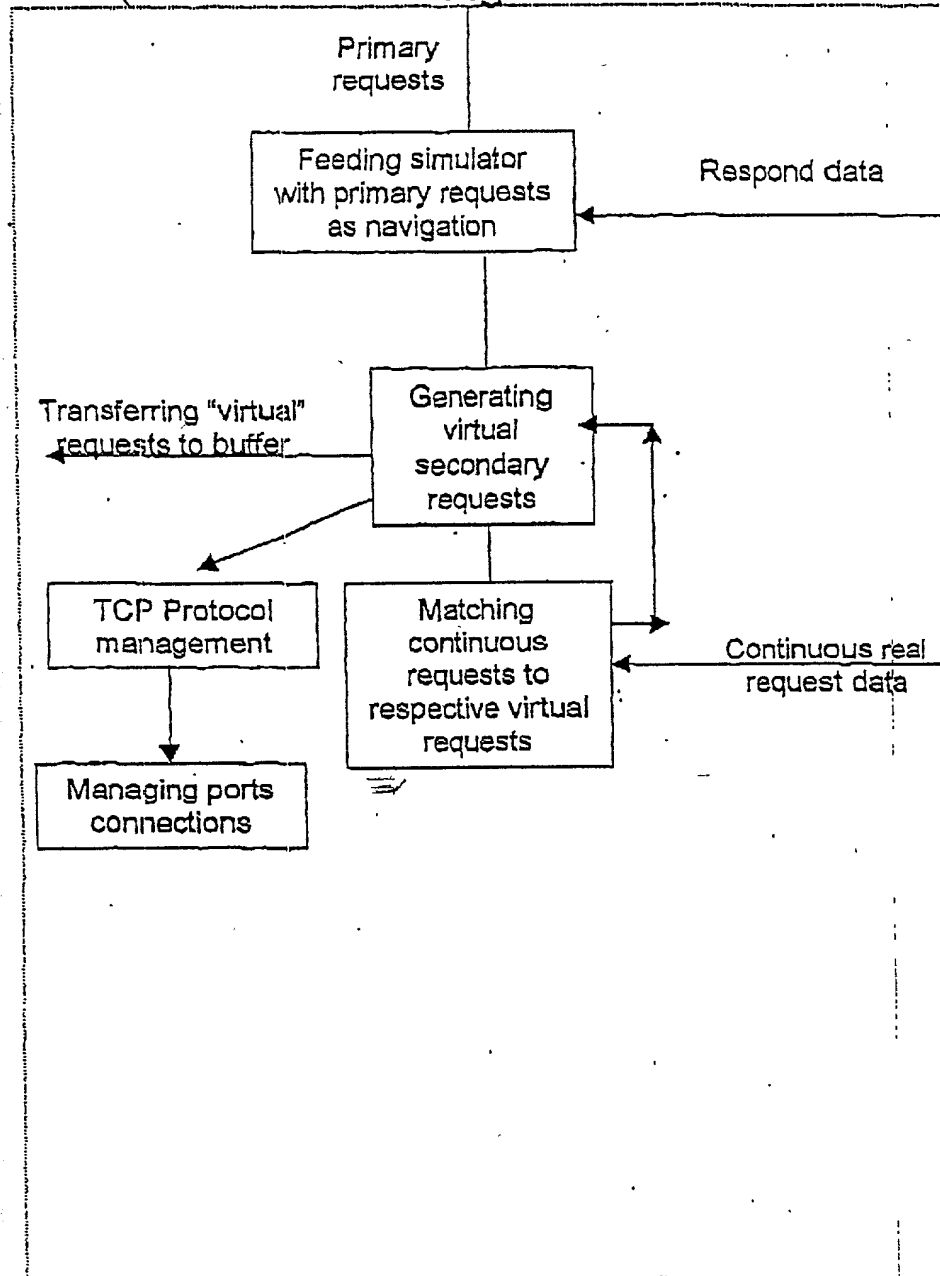 Primary
requests
Feeding simulator
with primary requests
as navigation
Respond data
Generating
virtual
secondary
requests
Transferring "virtual"
requests to buffer
TCP Protocol
management
Matching
continuous
requests to
respective virtual
requests
Continuous real
request data
Managing ports
connections